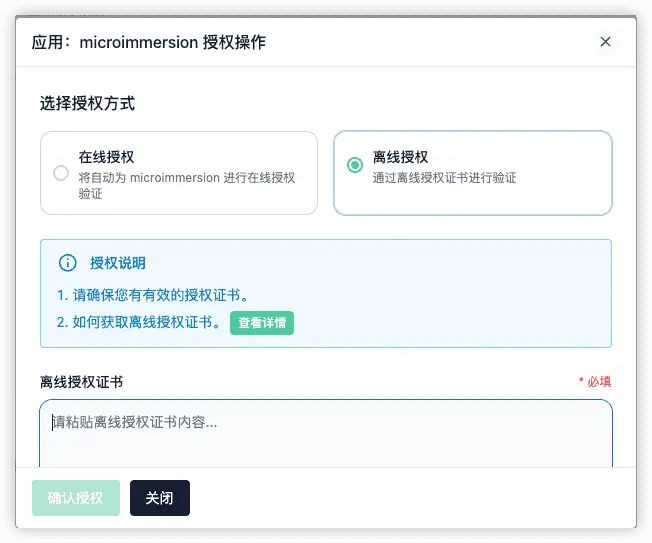 应用：microimmersion 授权操作
选择授权方式
在线授权
将自动为 microimmersion 进行在线授权
验证
离线授权
通过离线授权证书进行验证
授权说明
1. 请确保您有有效的授权证书。
2. 如何获取离线授权证书。 查看详情
离线授权证书 * 必填
请粘贴离线授权证书内容...
确认授权 关闭